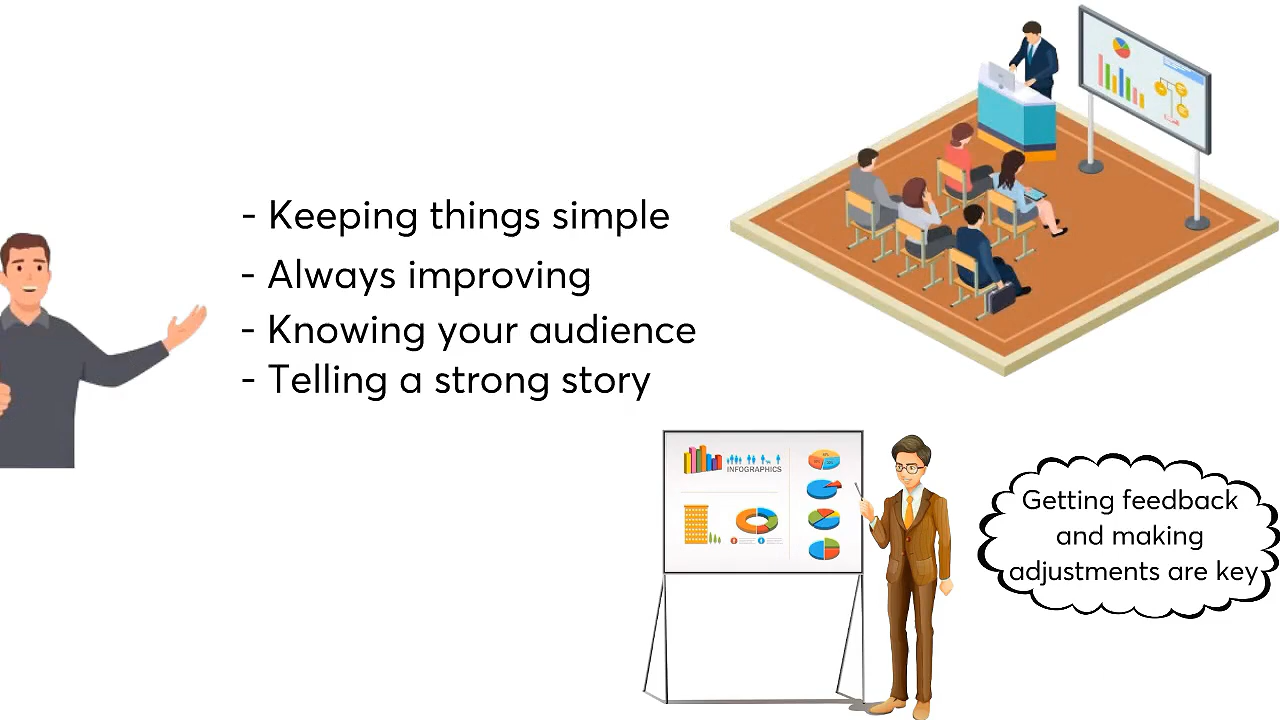 - Keeping things simple
- Always improving
- Knowing your audience
- Telling a strong story
INFOGRAPHICS
Getting feedback
and making
adjustments are key